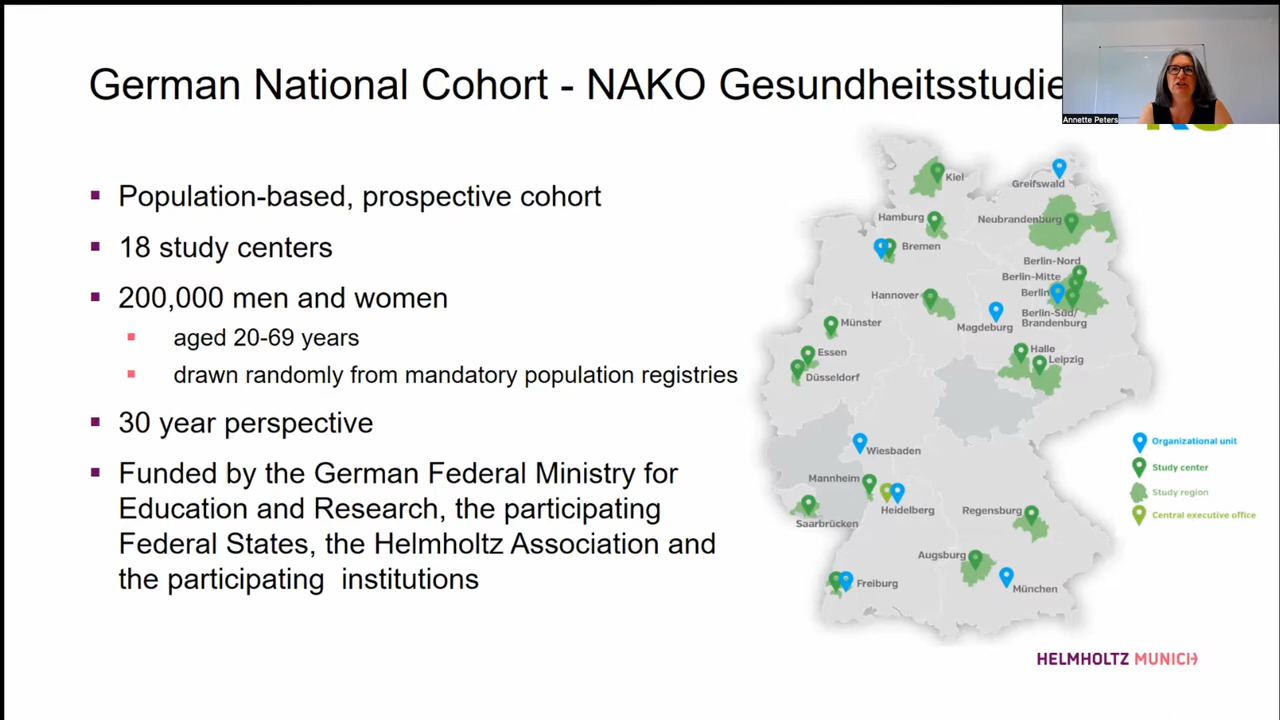 German National Cohort - NAKO Gesundheitsstudie
Annette Peters
Population-based, prospective cohort
18 study centers
200,000 men and women
aged 20-69 years
drawn randomly from mandatory population registries
30 year perspective
Funded by the German Federal Ministry for
Education and Research, the participating
Federal States, the Helmholtz Association and
the participating institutions
Kiel
Greifswald
Hamburg
Neubrandenburg
Bremen
Berlin-Nord
Berlin-Mitte
Berlin
Hannover
Berlin-Süd/
Brandenburg
Magdeburg
Münster
Halle
Essen
Leipzig
Düsseldorf
Wiesbaden
Mannheim
Heidelberg
Saarbrücken
Regensburg
Augsburg
Freiburg
München
Organizational unit
Study center
Study region
Central executive office
HELMHOLTZ MUNICH